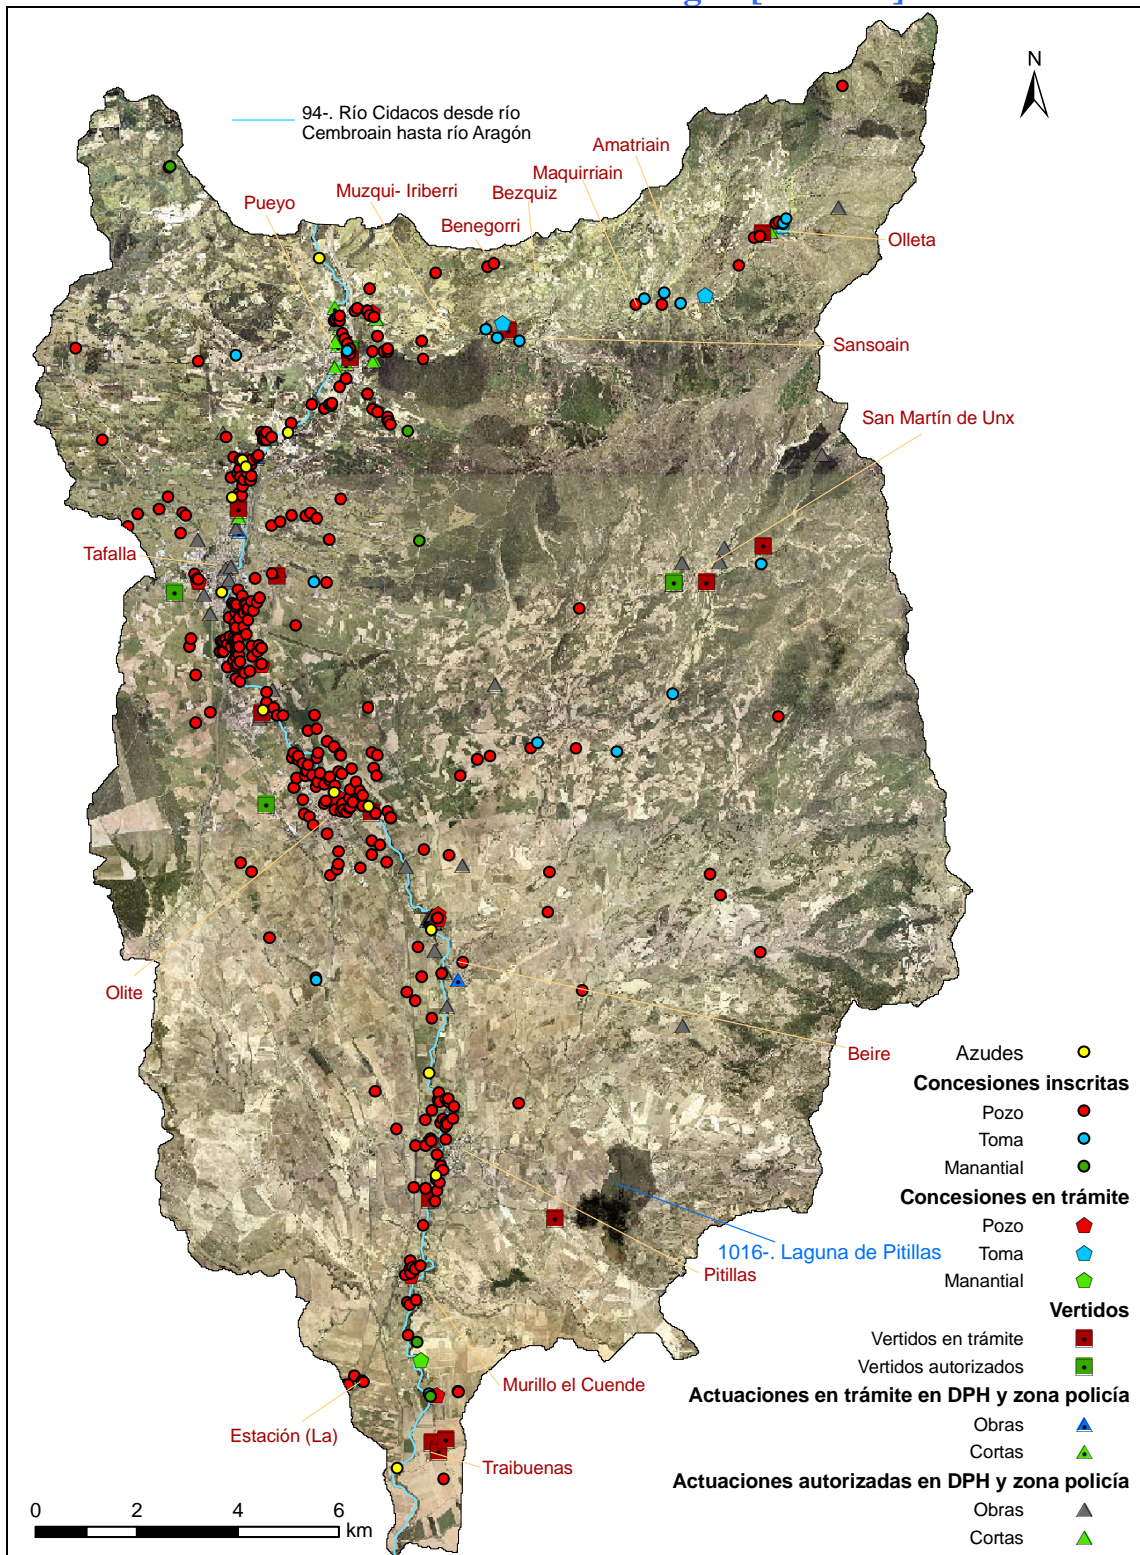 N
94-. Río Cidacos desde río
Cembroain hasta río Aragón
Amatriain
Maquirriain
Muzqui- Iriberri
Bezquiz
Pueyo
Benegorri
Olleta
Sansoain
San Martín de Unx
Tafalla
Olite
Beire
Azudes
Concesiones inscritas
Pozo
Toma
Manantial
Concesiones en trámite
Pozo
Toma
Manantial
1016-. Laguna de Pitillas
Pitillas
Vertidos
Vertidos en trámite
Vertidos autorizados
Murillo el Cuende
Actuaciones en trámite en DPH y zona policía
Obras
Cortas
Estación (La)
Traibuenas
Actuaciones autorizadas en DPH y zona policía
Obras
Cortas
0 2 4 6
km